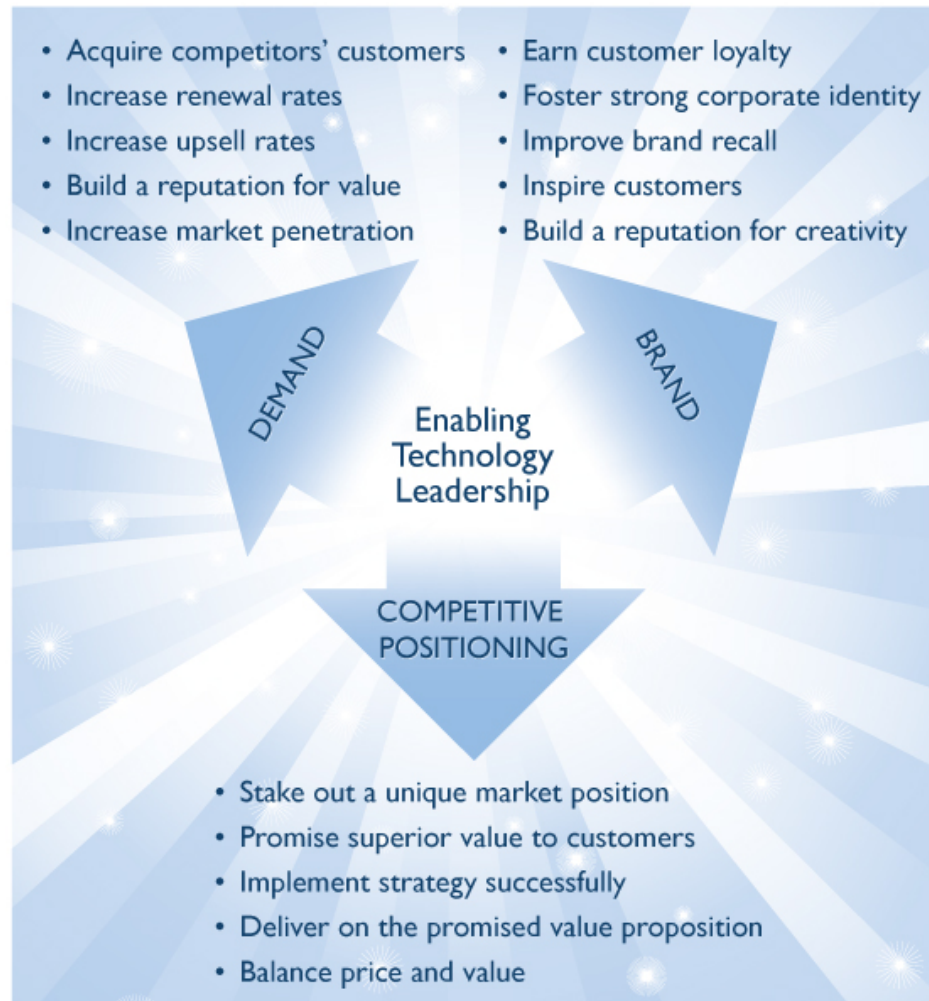 • Acquire competitors’ customers
• Increase renewal rates
• Increase upsell rates
• Build a reputation for value
• Increase market penetration
• Earn customer loyalty
• Foster strong corporate identity
• Improve brand recall
• Inspire customers
• Build a reputation for creativity
DEMAND
BRAND
Enabling
Technology
Leadership
COMPETITIVE
POSITIONING
• Stake out a unique market position
• Promise superior value to customers
• Implement strategy successfully
• Deliver on the promised value proposition
• Balance price and value